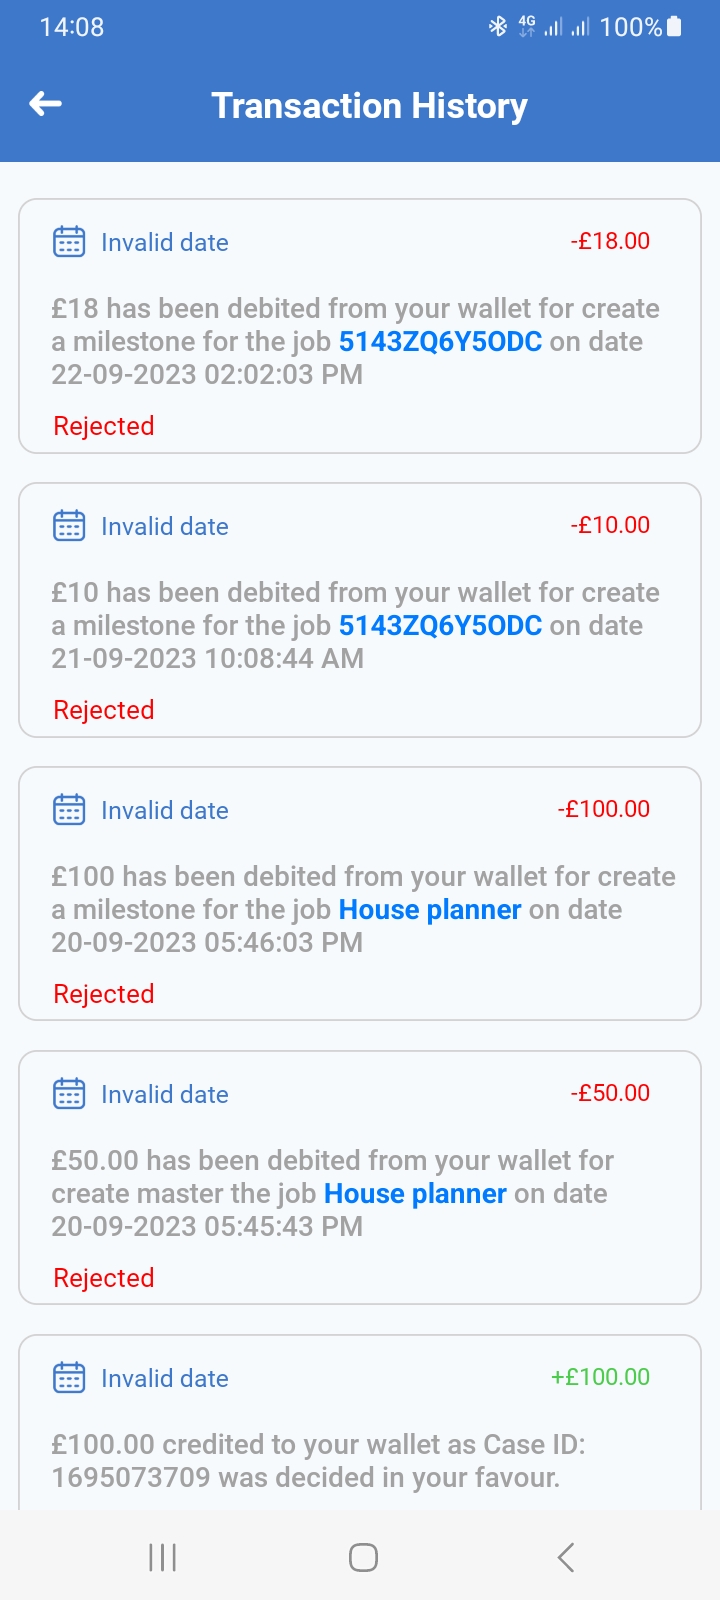 14:08 4G 100%
Transaction History
Invalid date -£18.00
£18 has been debited from your wallet for create
a milestone for the job 5143ZQ6Y5ODC on date
22-09-2023 02:02:03 PM
Rejected
Invalid date -£10.00
£10 has been debited from your wallet for create
a milestone for the job 5143ZQ6Y5ODC on date
21-09-2023 10:08:44 AM
Rejected
Invalid date -£100.00
£100 has been debited from your wallet for create
a milestone for the job House planner on date
20-09-2023 05:46:03 PM
Rejected
Invalid date -£50.00
£50.00 has been debited from your wallet for
create master the job House planner on date
20-09-2023 05:45:43 PM
Rejected
Invalid date +£100.00
£100.00 credited to your wallet as Case ID:
1695073709 was decided in your favour.